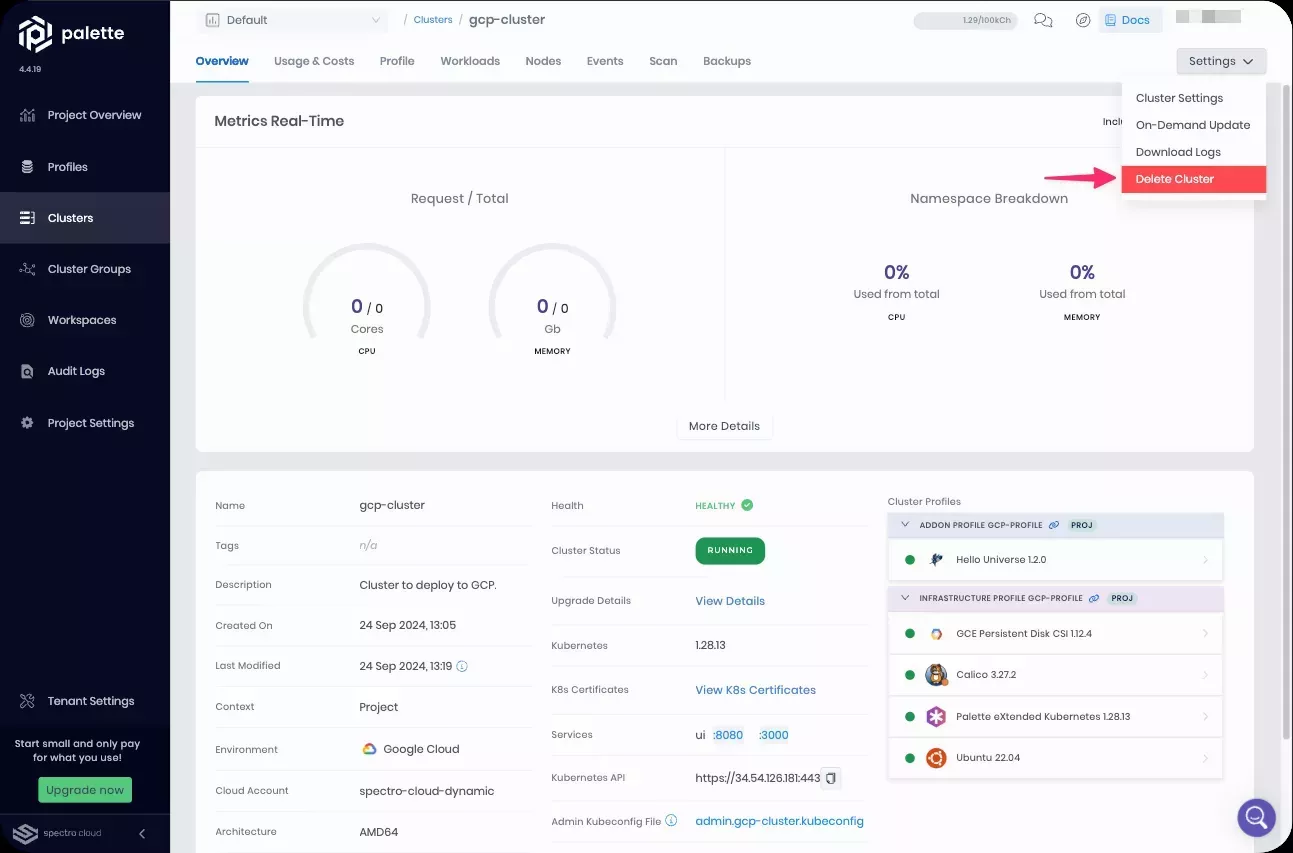 palette
4.4.19
Project Overview
Profiles
Clusters
Cluster Groups
Workspaces
Audit Logs
Project Settings
Tenant Settings
Start small and only pay
for what you use!
Upgrade now
spectro cloud
Default
/ Clusters / gcp-cluster
1.29/100kCh
Docs
Overview
Usage & Costs
Profile
Workloads
Nodes
Events
Scan
Backups
Settings
Cluster Settings
On-Demand Update
Download Logs
Delete Cluster
Metrics Real-Time
Inclu
Request / Total
0 / 0
Cores
CPU
0 / 0
Gb
MEMORY
Namespace Breakdown
0%
Used from total
CPU
0%
Used from total
MEMORY
More Details
Name
gcp-cluster
Tags
n/a
Description
Cluster to deploy to GCP.
Created On
24 Sep 2024, 13:05
Last Modified
24 Sep 2024, 13:19
Context
Project
Environment
Google Cloud
Cloud Account
spectro-cloud-dynamic
Architecture
AMD64
Health
HEALTHY
Cluster Status
RUNNING
Upgrade Details
View Details
Kubernetes
1.28.13
K8s Certificates
View K8s Certificates
Services
ui :8080 :3000
Kubernetes API
https://34.54.126.181:443
Admin Kubeconfig File
admin.gcp-cluster.kubeconfig
Cluster Profiles
ADDON PROFILE GCP-PROFILE PROJ
Hello Universe 1.2.0
INFRASTRUCTURE PROFILE GCP-PROFILE PROJ
GCE Persistent Disk CSI 1.12.4
Calico 3.27.2
Palette eXtended Kubernetes 1.28.13
Ubuntu 22.04